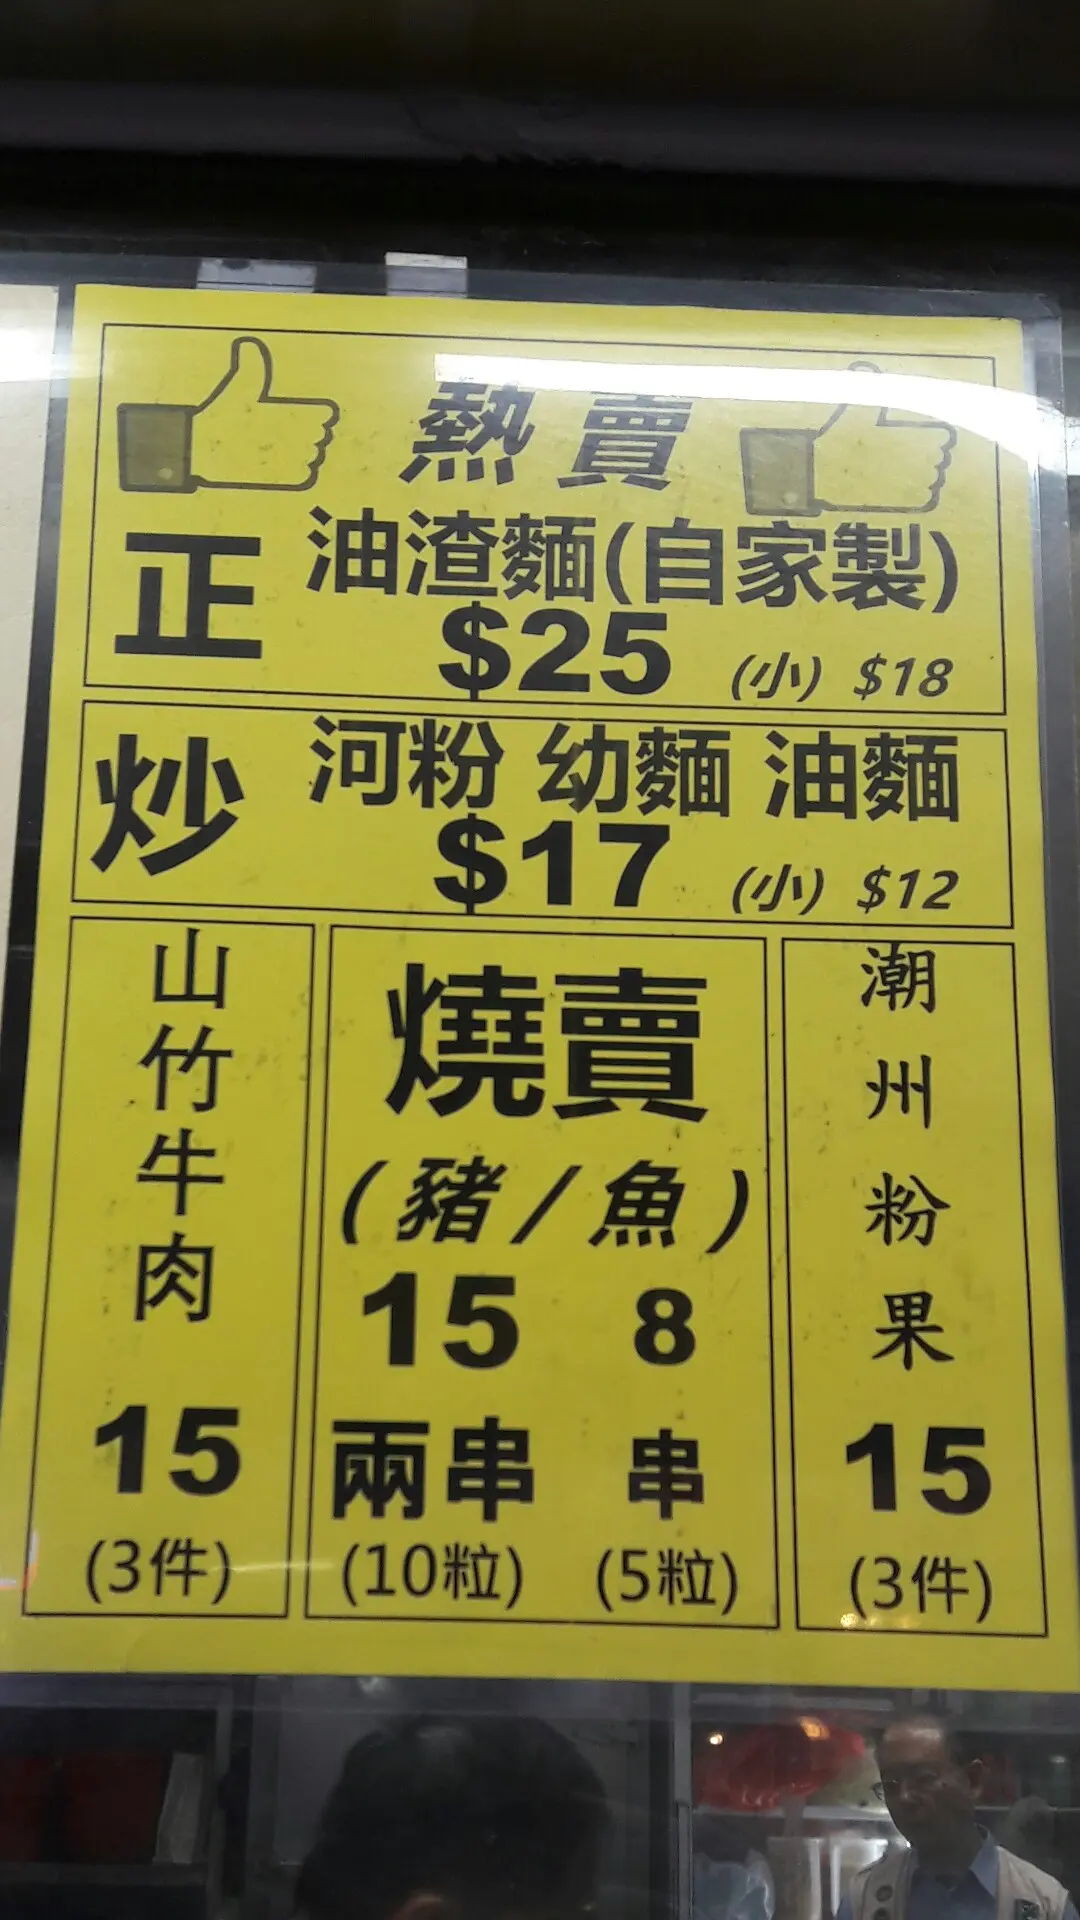 熱賣
正
油渣麵(自家製)
$25 (小) $18
炒
河粉 幼麵 油麵
$17 (小) $12
山竹牛肉
15
(3件)
燒賣
(豬/魚)
15 8
兩串 串
(10粒) (5粒)
潮州粉果
15
(3件)